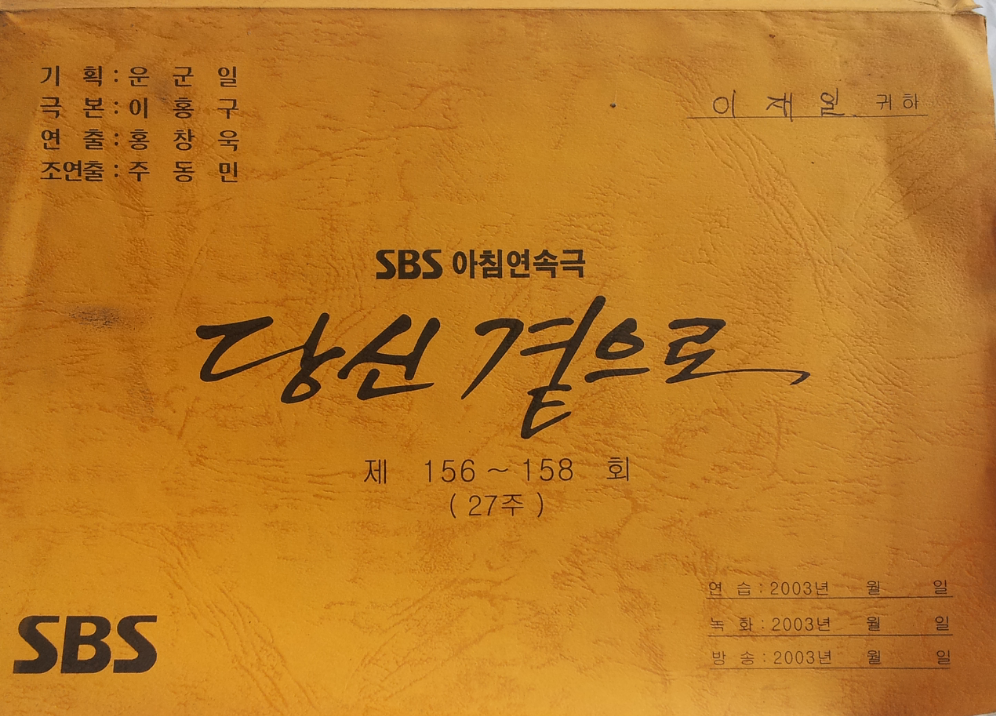 기 획 : 운 군 일
극 본 : 이 홍 구
연 출 : 홍 창 욱
조연출 : 주 동 민
이 재 일 귀하
SBS 아침연속극
당신 곁으로
제 156 ~ 158 회
( 27주 )
연 습 : 2003년 월 일
녹 화 : 2003년 월 일
방 송 : 2003년 월 일
SBS